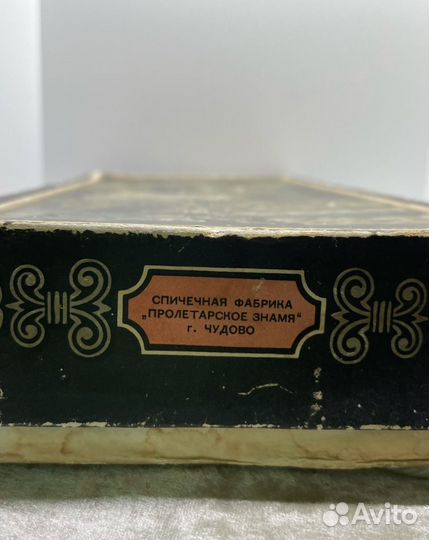 СПИЧЕЧНАЯ ФАБРИКА
„ПРОЛЕТАРСКОЕ ЗНАМЯ"
г. ЧУДОВО
Avito